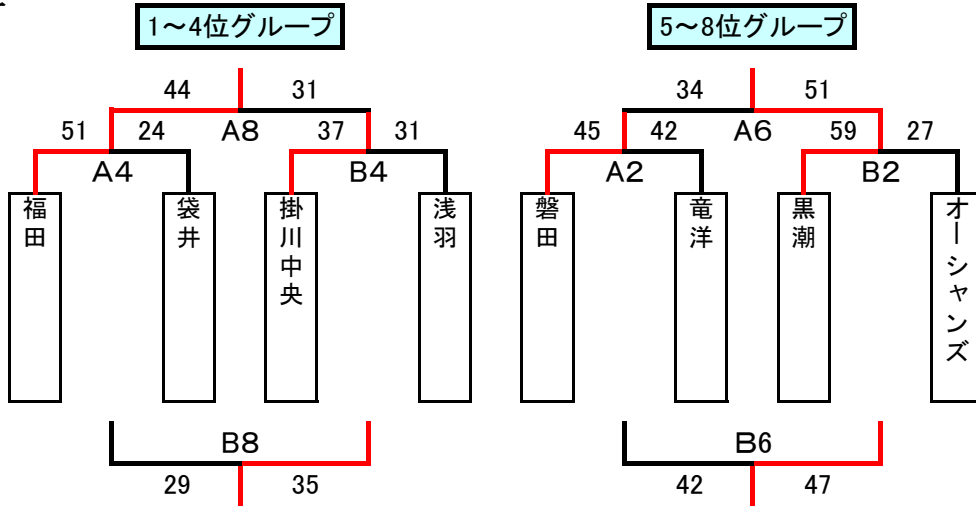 1～4位グループ
5～8位グループ
44 31
34 51
51 24 A8 37 31
45 42 A6 59 27
A4 B4
A2 B2
福田
袋井
掛川中央
浅羽
磐田
竜洋
黒潮
オーシャンズ
B8
B6
29 35
42 47